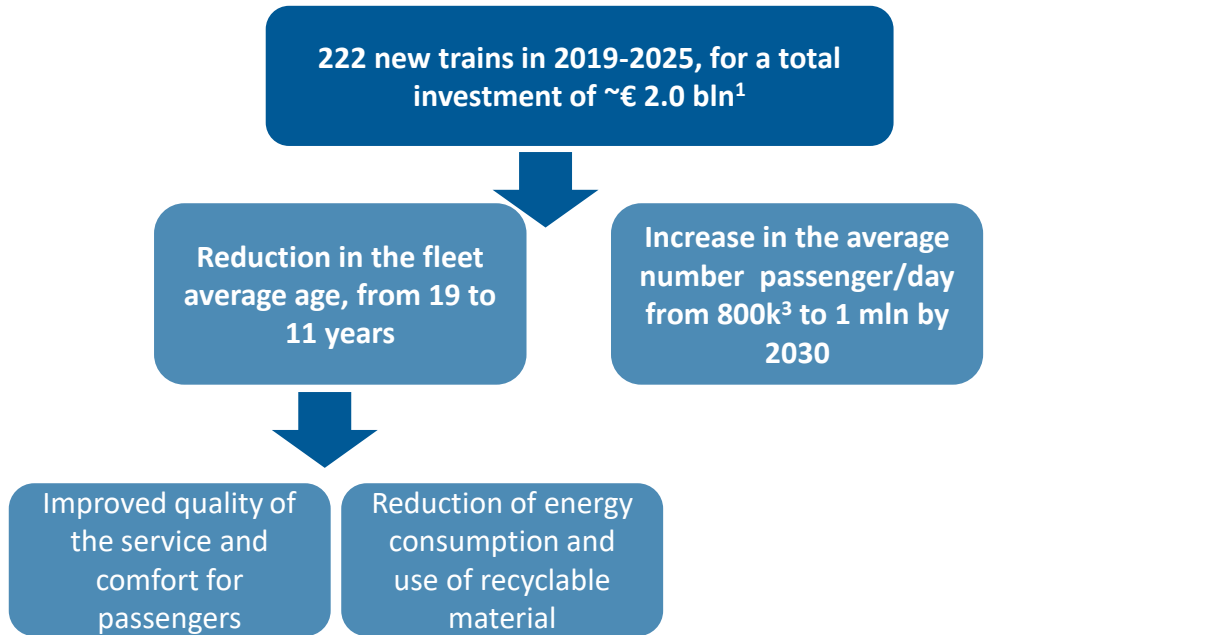 222 new trains in 2019-2025, for a total
investment of ~€ 2.0 bln¹
Reduction in the fleet
average age, from 19 to
11 years
Increase in the average
number passenger/day
from 800k³ to 1 mln by
2030
Improved quality of
the service and
comfort for
passengers
Reduction of energy
consumption and
use of recyclable
material